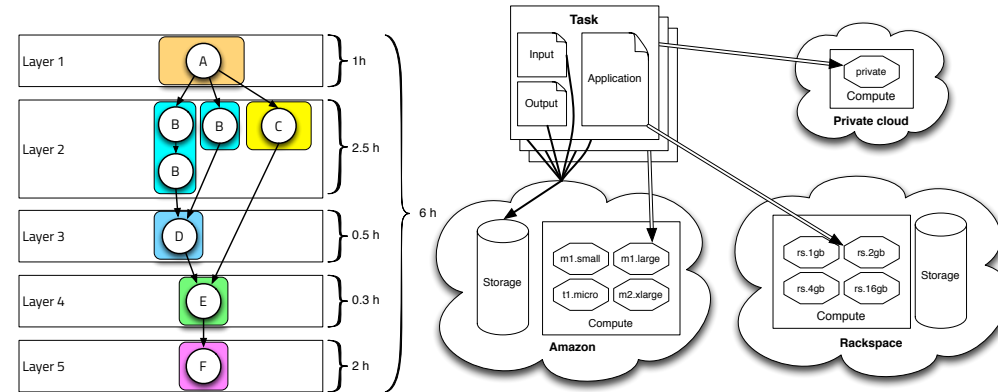 Layer 1
A
1h
Layer 2
B
B
C
B
2.5 h
Layer 3
D
0.5 h
Layer 4
E
0.3 h
Layer 5
F
2 h
6 h
Task
Input
Output
Application
private
Compute
Private cloud
Storage
m1.small
m1.large
t1.micro
m2.xlarge
Compute
Amazon
rs.1gb
rs.2gb
rs.4gb
rs.16gb
Compute
Storage
Rackspace